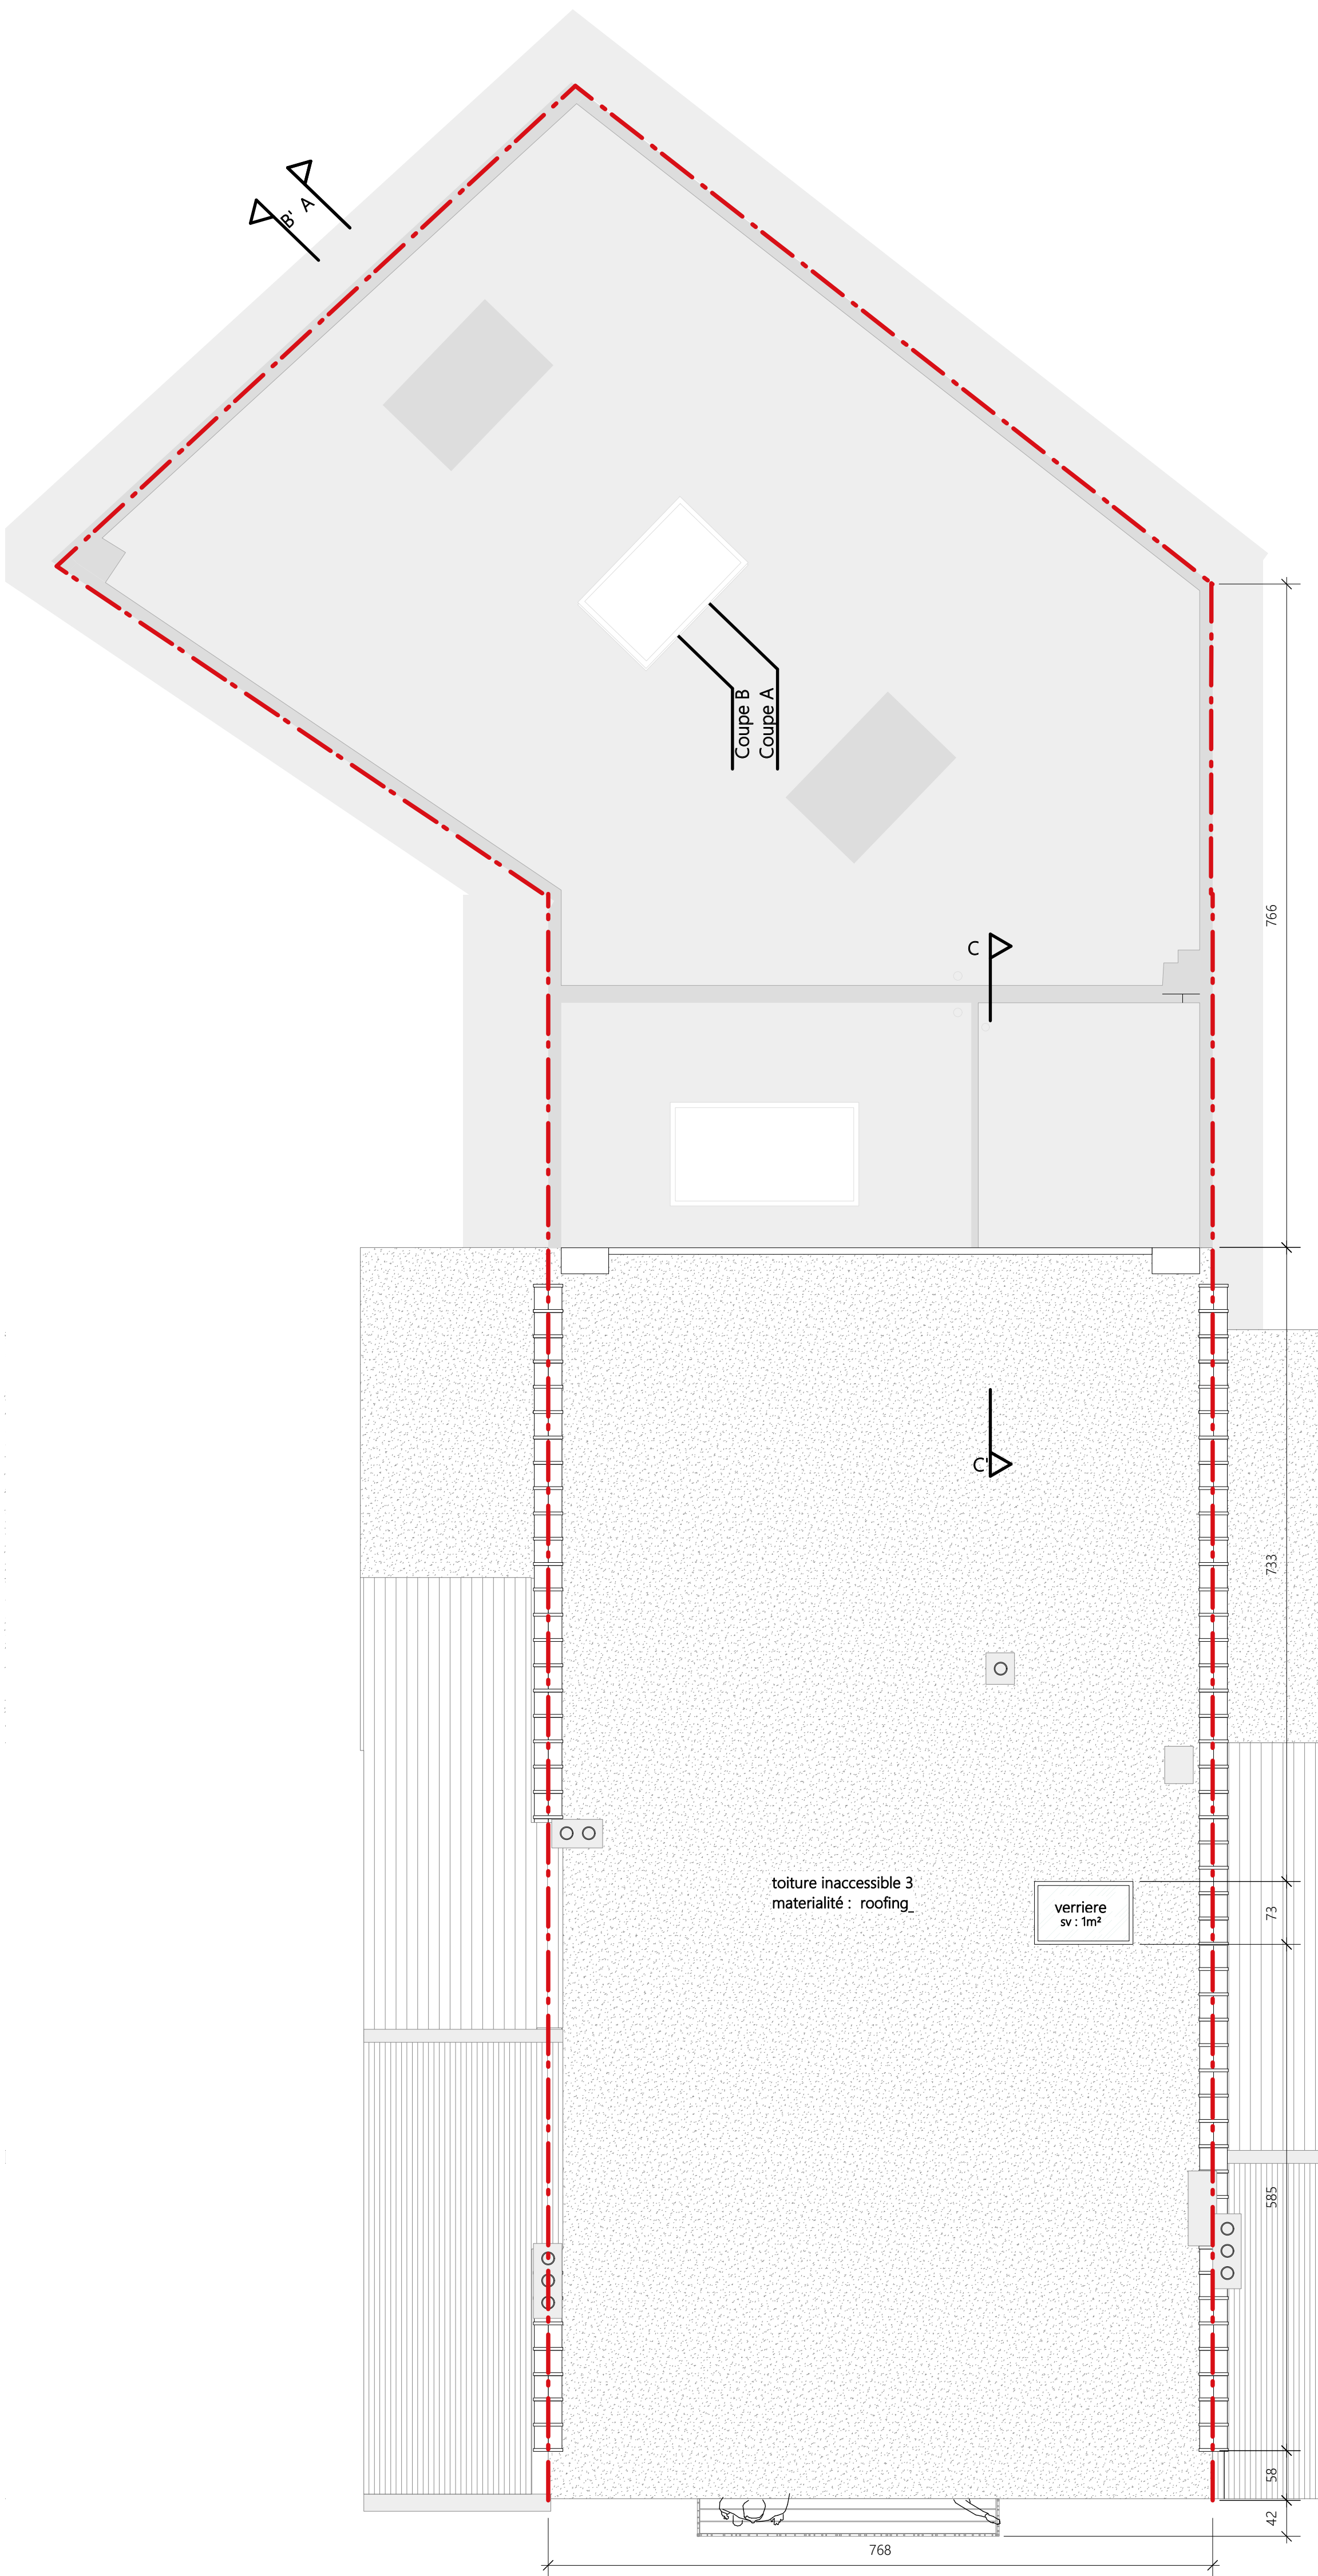 B' A
Coupe B
Coupe A
C
766
C'
733
toiture inaccessible 3
materialité :  roofing_
verriere
sv : 1m²
73
585
58
42
768